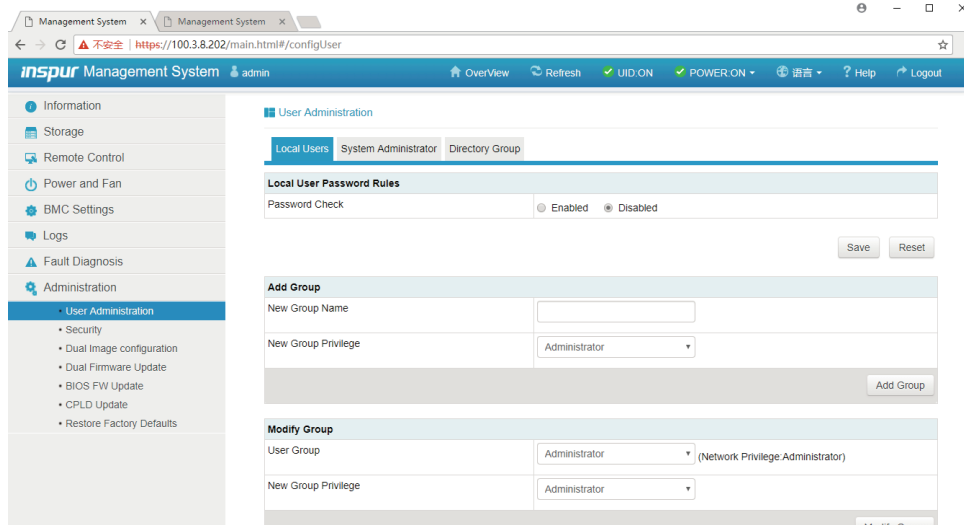 Management System
Management System
不安全 https://100.3.8.202/main.html#/configUser
inspur Management System admin OverView Refresh UID:ON POWER:ON 语言 ? Help Logout
Information
Storage
Remote Control
Power and Fan
BMC Settings
Logs
Fault Diagnosis
Administration
• User Administration
• Security
• Dual Image configuration
• Dual Firmware Update
• BIOS FW Update
• CPLD Update
• Restore Factory Defaults
User Administration
Local Users System Administrator Directory Group
Local User Password Rules
Password Check Enabled Disabled
Save Reset
Add Group
New Group Name
New Group Privilege Administrator
Add Group
Modify Group
User Group Administrator (Network Privilege:Administrator)
New Group Privilege Administrator